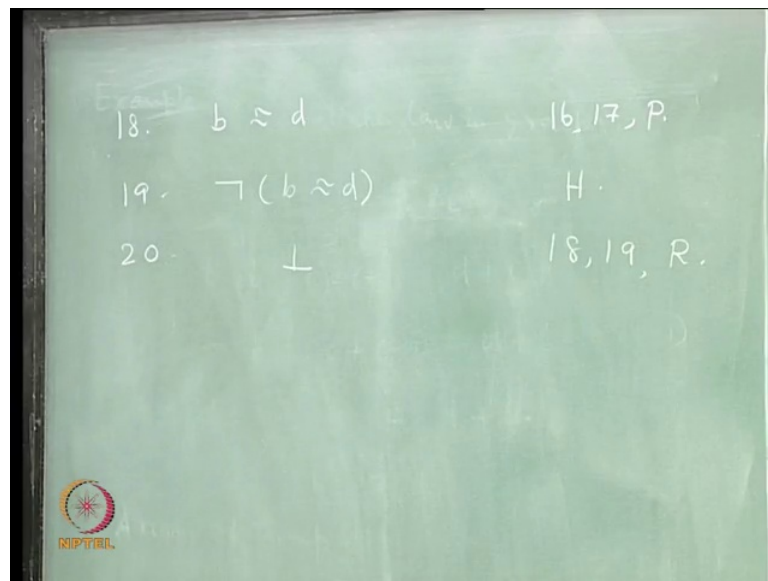 18. b ≈ d 16, 17, P.
19. ¬ (b ≈ d) H.
20. ⊥ 18, 19, R.
NPTEL